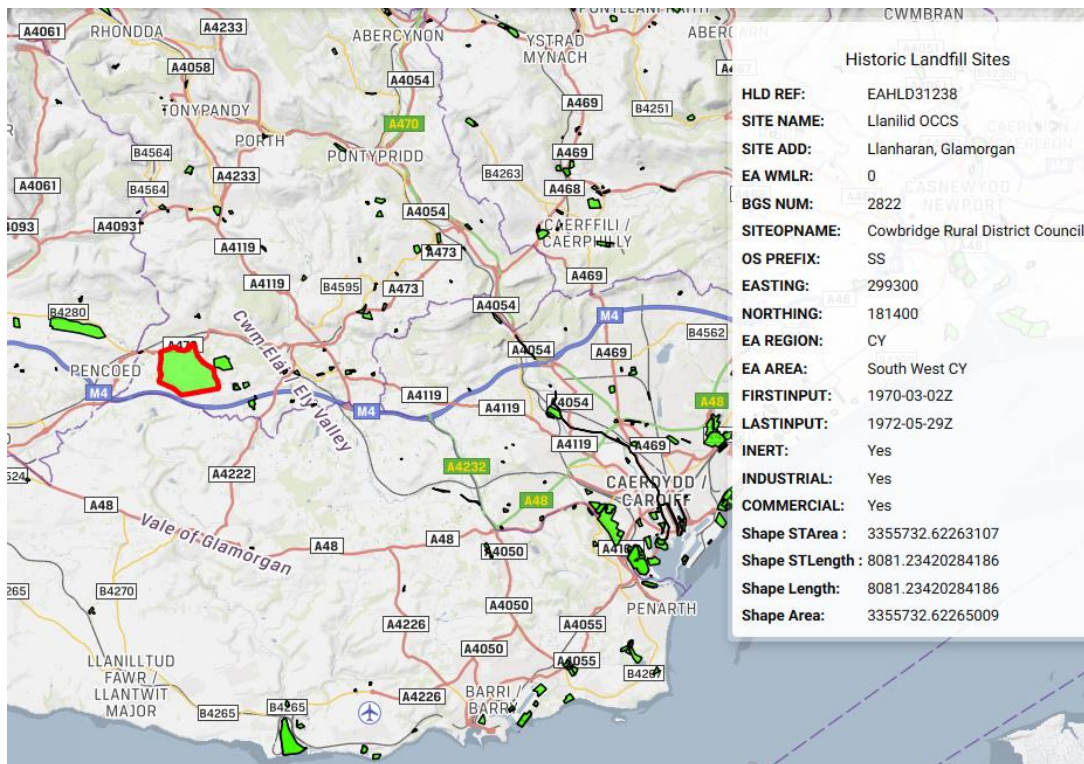 A4061
RHONDDA
A4233
ABERCYNON
YSTRAD
MYNACH
CWMBRAN
A4058
A4054
A469
B4251
TONYPANDY
A470
PORTH
PONTYPRIDD
B4564
A469
B4263
A4061
B4564
A4233
A468
A4054
A4093
A4119
CAERFFILI /
CAERPHILLY
A473
A4119
B4595
A473
A469
B4280
A4054
M4
B4562
Cwm Elai / Ely Valley
A4054
A469
PENCOED
M4
A4119
M4
A4119
A4054
A48
A4119
A469
A4232
A4222
CAERDYDD /
CARDIFF
A48
A48
Vale of Glamorgan
A48
A48
A4050
B4270
A4050
PENARTH
A4226
A4055
A4050
A4055
LLANILLTUD
FAWR /
LLANTWIT
MAJOR
A4226
BARRI /
BARRY
B4265
B4265
Historic Landfill Sites
HLD REF: EAHLD31238
SITE NAME: Llanilid OCCS
SITE ADD: Llanharan, Glamorgan
EA WMLR: 0
BGS NUM: 2822
SITEOPNAME: Cowbridge Rural District Council
OS PREFIX: SS
EASTING: 299300
NORTHING: 181400
EA REGION: CY
EA AREA: South West CY
FIRSTINPUT: 1970-03-02Z
LASTINPUT: 1972-05-29Z
INERT: Yes
INDUSTRIAL: Yes
COMMERCIAL: Yes
Shape STArea : 3355732.62263107
Shape STLength : 8081.23420284186
Shape Length: 8081.23420284186
Shape Area: 3355732.62265009